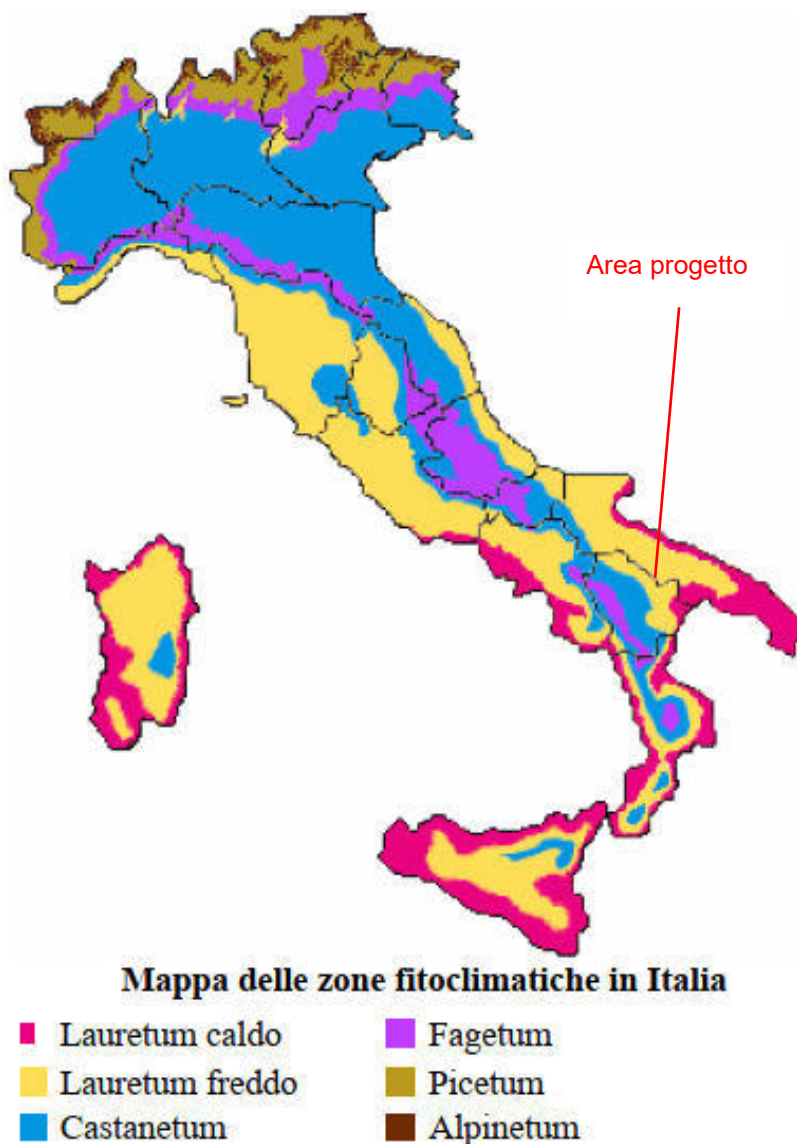 Area progetto
Mappa delle zone fitoclimatiche in Italia
Lauretum caldo
Lauretum freddo
Castanetum
Fagetum
Picetum
Alpinetum